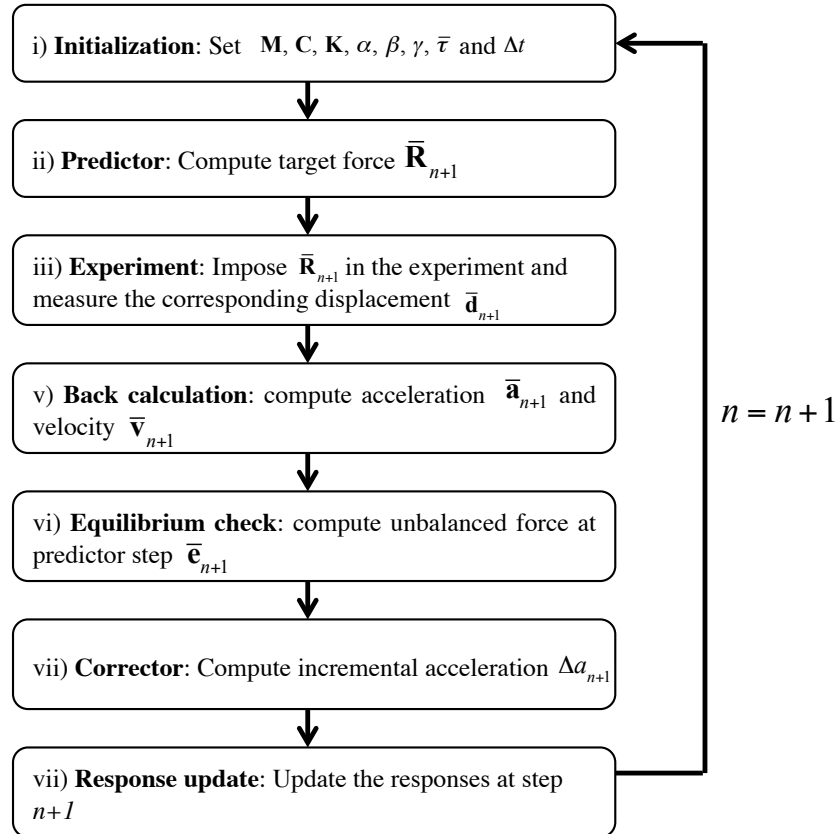 i) Initialization: Set M, C, K, α, β, γ, τ̄ and Δt
ii) Predictor: Compute target force R̄ₙ₊₁
iii) Experiment: Impose R̄ₙ₊₁ in the experiment and
measure the corresponding displacement d̄ₙ₊₁
v) Back calculation: compute acceleration āₙ₊₁ and
velocity v̄ₙ₊₁
n = n + 1
vi) Equilibrium check: compute unbalanced force at
predictor step ēₙ₊₁
vii) Corrector: Compute incremental acceleration Δaₙ₊₁
vii) Response update: Update the responses at step
n+1